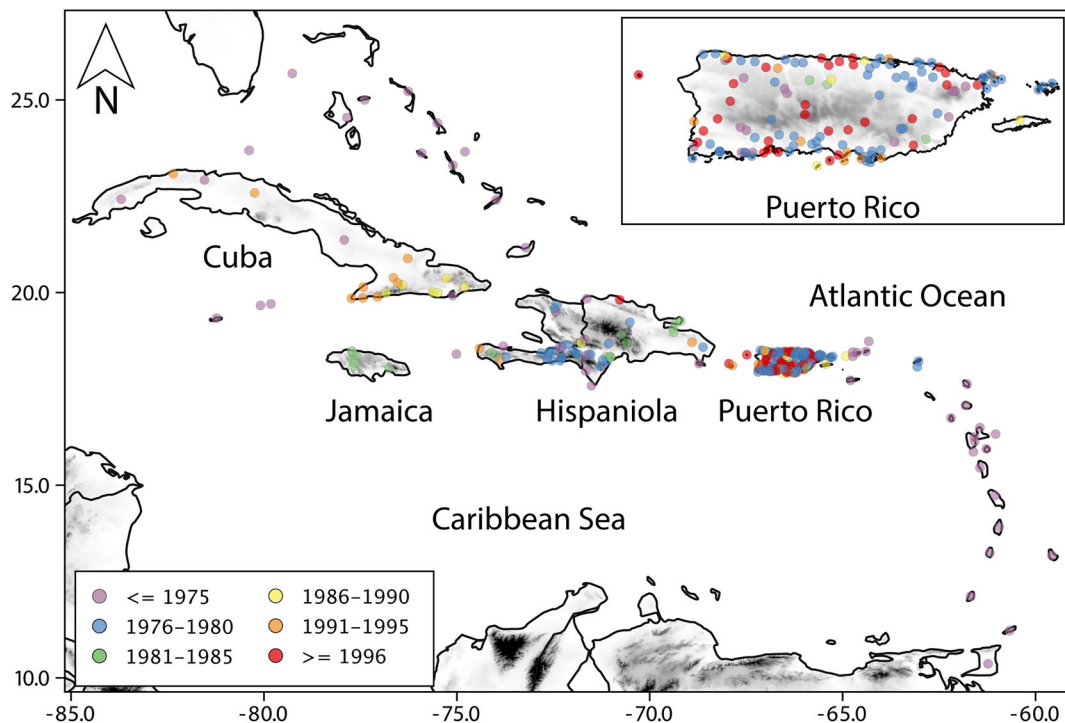 N
25.0
20.0
15.0
10.0
Puerto Rico
Cuba
Atlantic Ocean
Jamaica
Hispaniola
Puerto Rico
Caribbean Sea
<= 1975
1976–1980
1981–1985
1986–1990
1991–1995
>= 1996
-85.0
-80.0
-75.0
-70.0
-65.0
-60.0